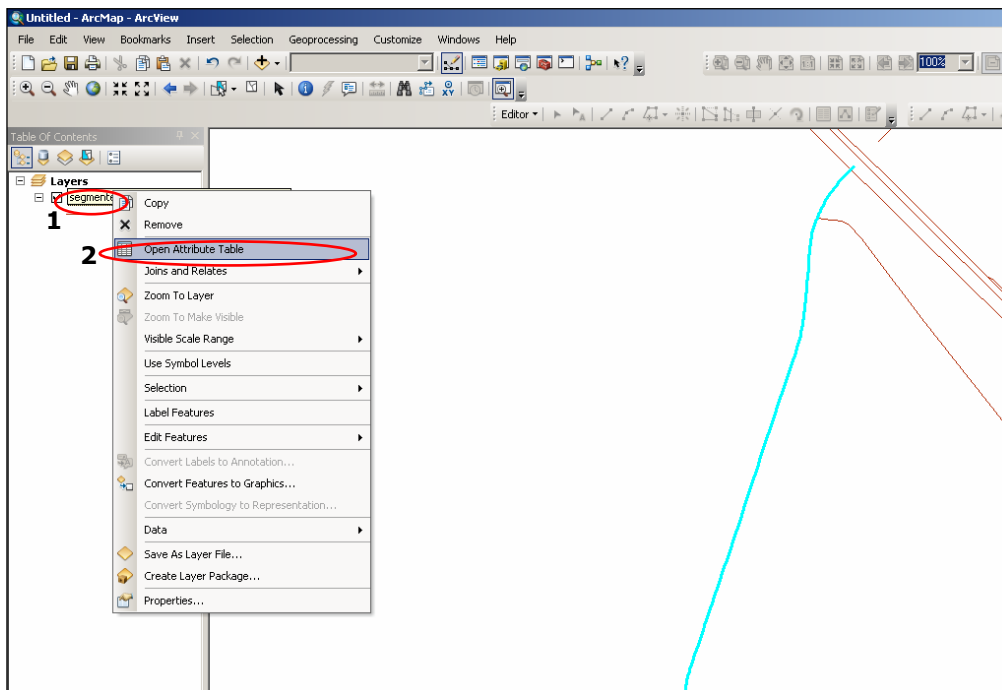 Untitled - ArcMap - ArcView
File Edit View Bookmarks Insert Selection Geoprocessing Customize Windows Help
100%
Editor
Table Of Contents
Layers
segmente
1
2
Copy
Remove
Open Attribute Table
Joins and Relates
Zoom To Layer
Zoom To Make Visible
Visible Scale Range
Use Symbol Levels
Selection
Label Features
Edit Features
Convert Labels to Annotation...
Convert Features to Graphics...
Convert Symbology to Representation...
Data
Save As Layer File...
Create Layer Package...
Properties...